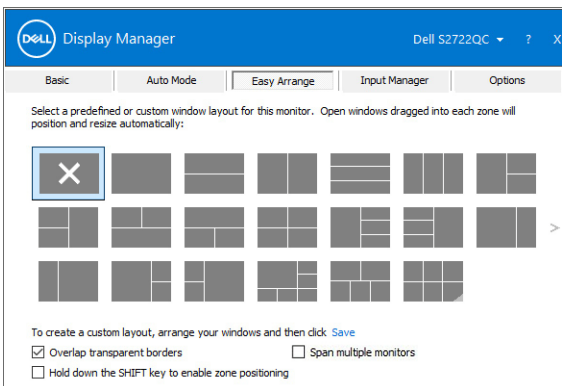 DELL Display Manager Dell S2722QC ? X
Basic Auto Mode Easy Arrange Input Manager Options
Select a predefined or custom window layout for this monitor. Open windows dragged into each zone will
position and resize automatically:
>
To create a custom layout, arrange your windows and then click Save
Overlap transparent borders Span multiple monitors
Hold down the SHIFT key to enable zone positioning